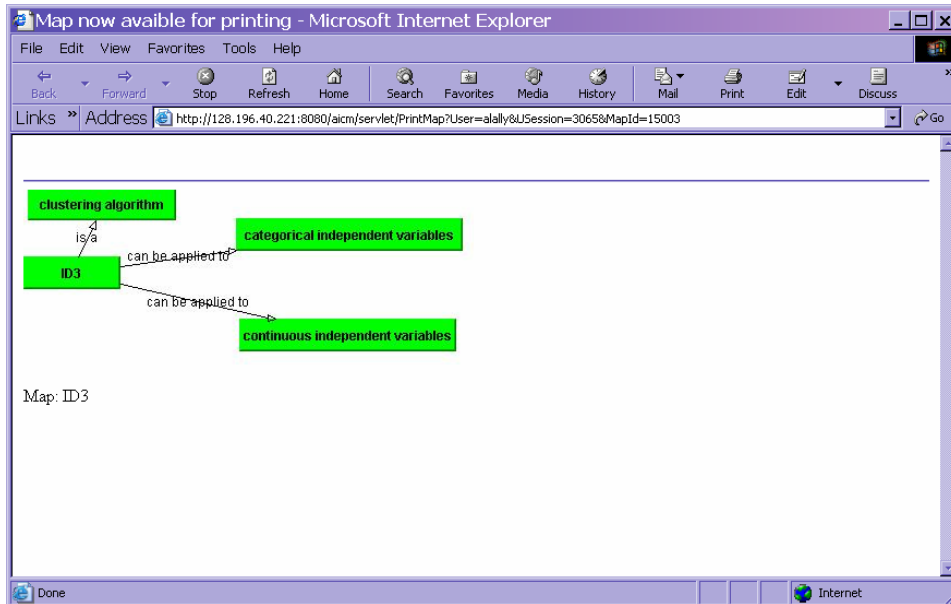 Map now avaible for printing - Microsoft Internet Explorer
File Edit View Favorites Tools Help
Back Forward Stop Refresh Home Search Favorites Media History Mail Print Edit Discuss
Links » Address http://128.196.40.221:8080/aicm/servlet/PrintMap?User=alally&USession=3065&MapId=15003 Go
clustering algorithm
is a
categorical independent variables
can be applied to
ID3
can be applied to
continuous independent variables
Map: ID3
Done Internet